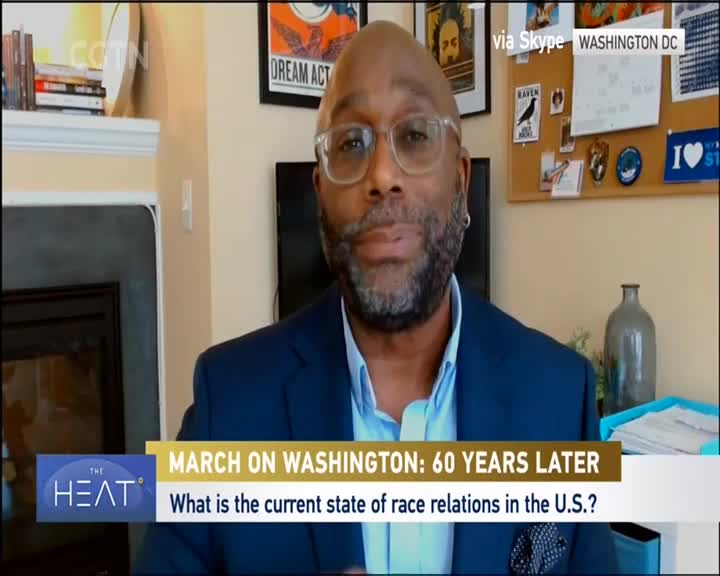 CGTN
via Skype
WASHINGTON DC
DREAM ACT
RAVEN
I
MARCH ON WASHINGTON: 60 YEARS LATER
THE
HEAT
What is the current state of race relations in the U.S.?